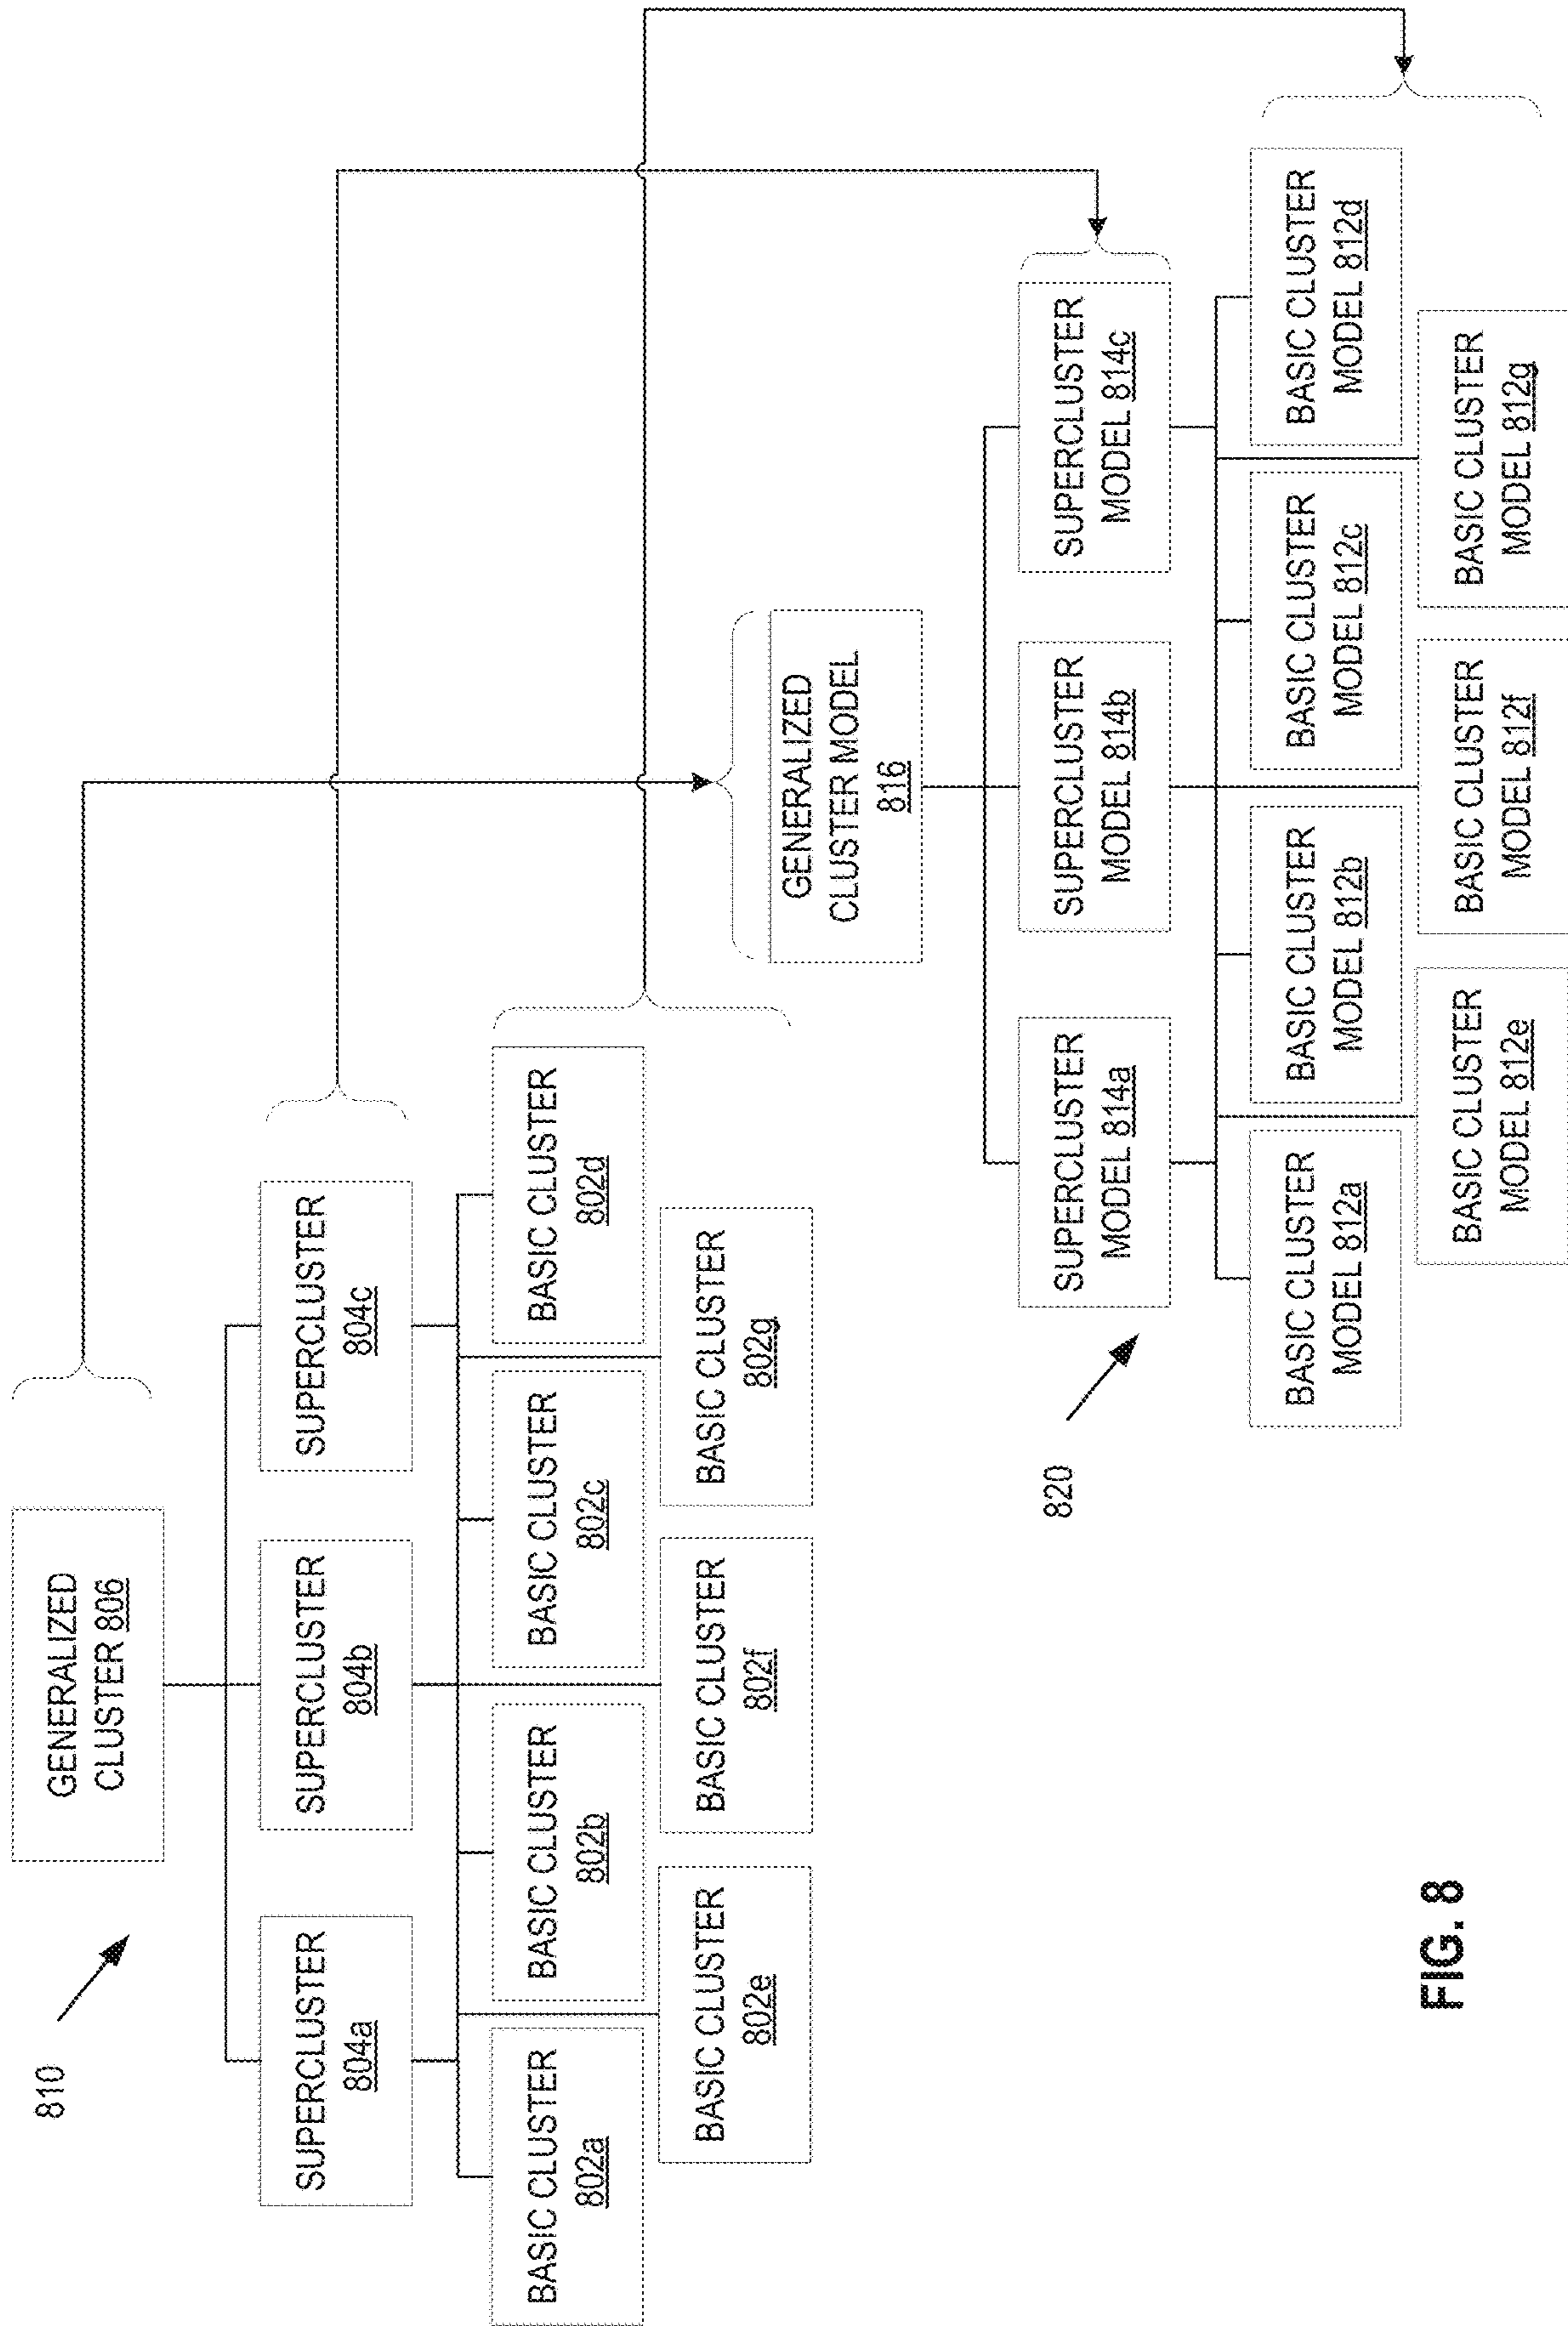 810
GENERALIZED
CLUSTER 806
SUPERCLUSTER
804a
SUPERCLUSTER
804b
SUPERCLUSTER
804c
BASIC CLUSTER
802a
BASIC CLUSTER
802b
BASIC CLUSTER
802c
BASIC CLUSTER
802d
BASIC CLUSTER
802e
BASIC CLUSTER
802f
BASIC CLUSTER
802g
GENERALIZED
CLUSTER MODEL
816
820
SUPERCLUSTER
MODEL 814a
SUPERCLUSTER
MODEL 814b
SUPERCLUSTER
MODEL 814c
BASIC CLUSTER
MODEL 812a
BASIC CLUSTER
MODEL 812b
BASIC CLUSTER
MODEL 812c
BASIC CLUSTER
MODEL 812d
BASIC CLUSTER
MODEL 812e
BASIC CLUSTER
MODEL 812f
BASIC CLUSTER
MODEL 812g
FIG. 8